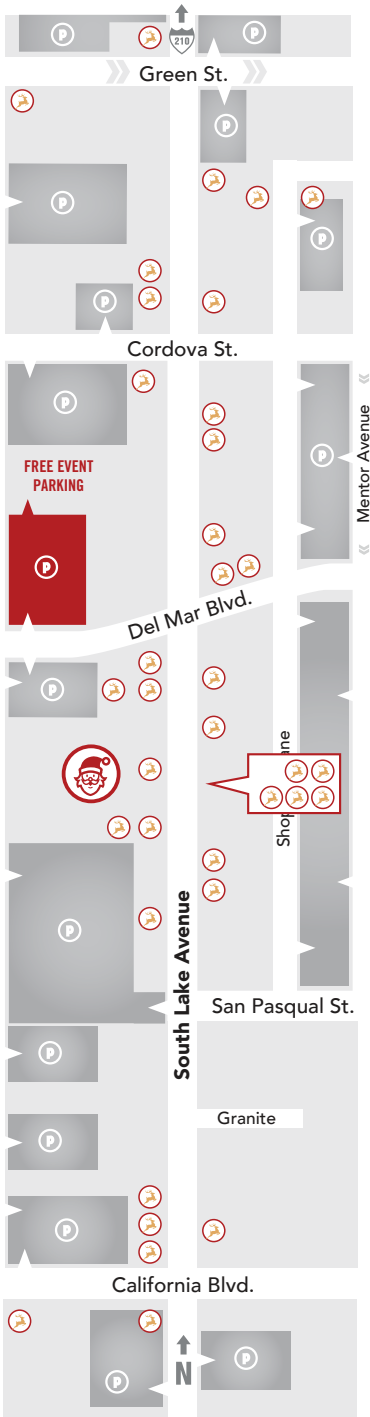 P
P
210
Green St.
P
P
P
P
Cordova St.
P
P
Mentor Avenue
FREE EVENT
PARKING
P
Del Mar Blvd.
P
P
South Lake Avenue
San Pasqual St.
P
P
Granite
P
California Blvd.
P
P
N